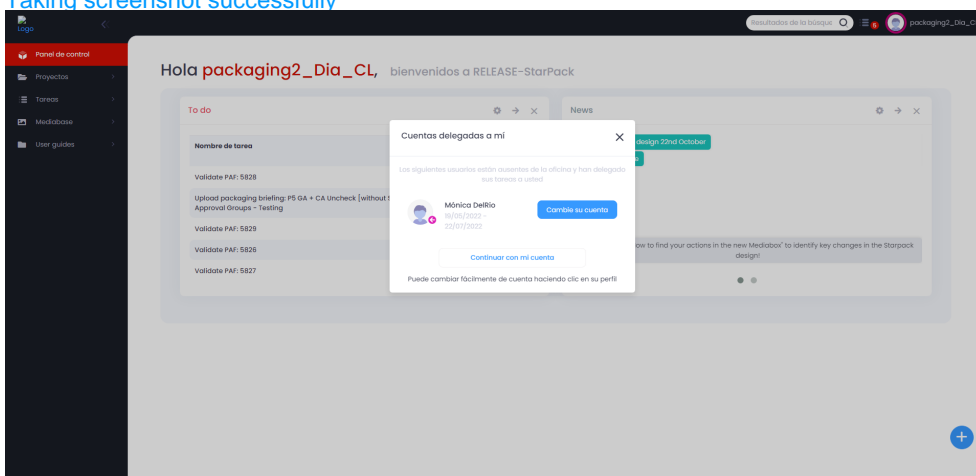 Taking screenshot successfully
Logo
Resultados de la búsque
6
packaging2_Dia_C
Panel de control
Proyectos
Tareas
Mediabase
User guides
Hola packaging2_Dia_CL, bienvenidos a RELEASE-StarPack
To do
News
Nombre de tarea
Validate PAF: 5828
Upload packaging briefing: P5 GA + CA Uncheck [without
Approval Groups - Testing
Validate PAF: 5829
Validate PAF: 5826
Validate PAF: 5827
design 22nd October
ow to find your actions in the new Mediabox" to identify key changes in the Starpack
design!
Cuentas delegadas a mí
Los siguientes usuarios están ausentes de la oficina y han delegado
sus tareas a usted
Mónica DelRio
19/05/2022 -
22/07/2022
Cambie su cuenta
Continuar con mi cuenta
Puede cambiar fácilmente de cuenta haciendo clic en su perfil